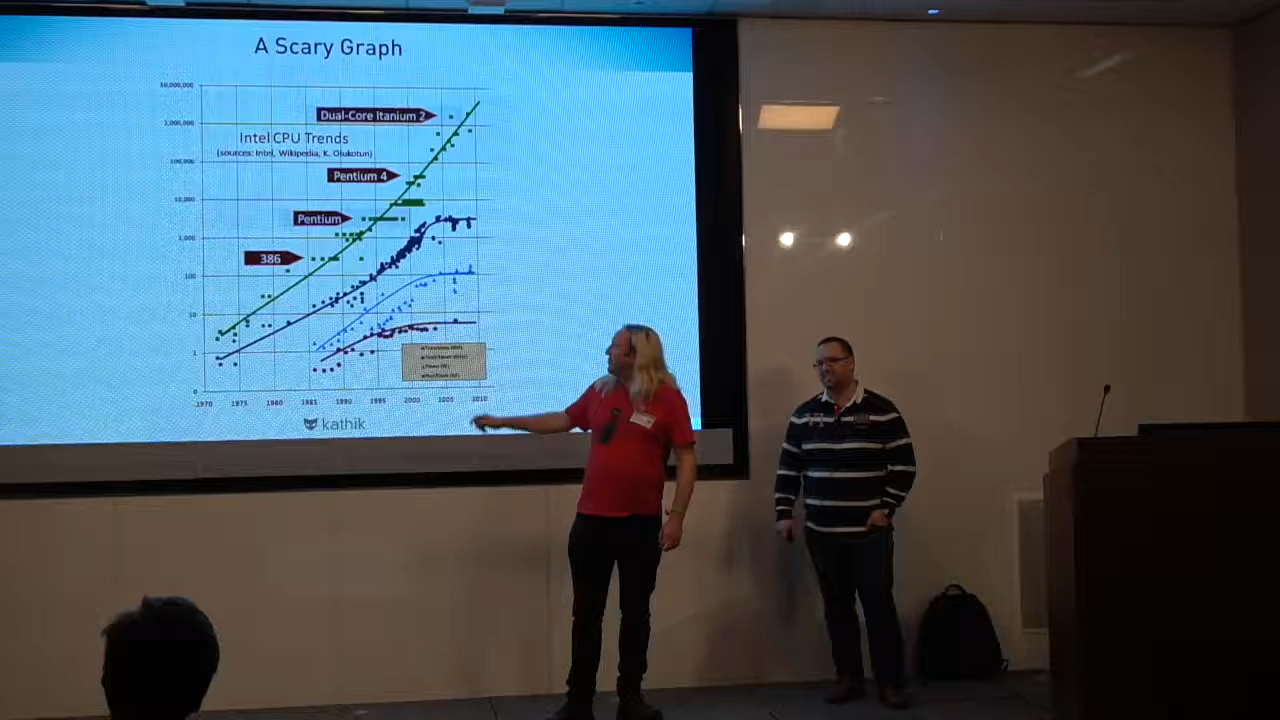 A Scary Graph
10,000,000
1,000,000
100,000
10,000
1,000
100
10
1
0
Dual-Core Itanium 2
Intel CPU Trends
(sources: Intel, Wikipedia, K. Olukotun)
Pentium 4
Pentium
386
1970 1975 1980 1985 1990 1995 2000 2005 2010
kathik